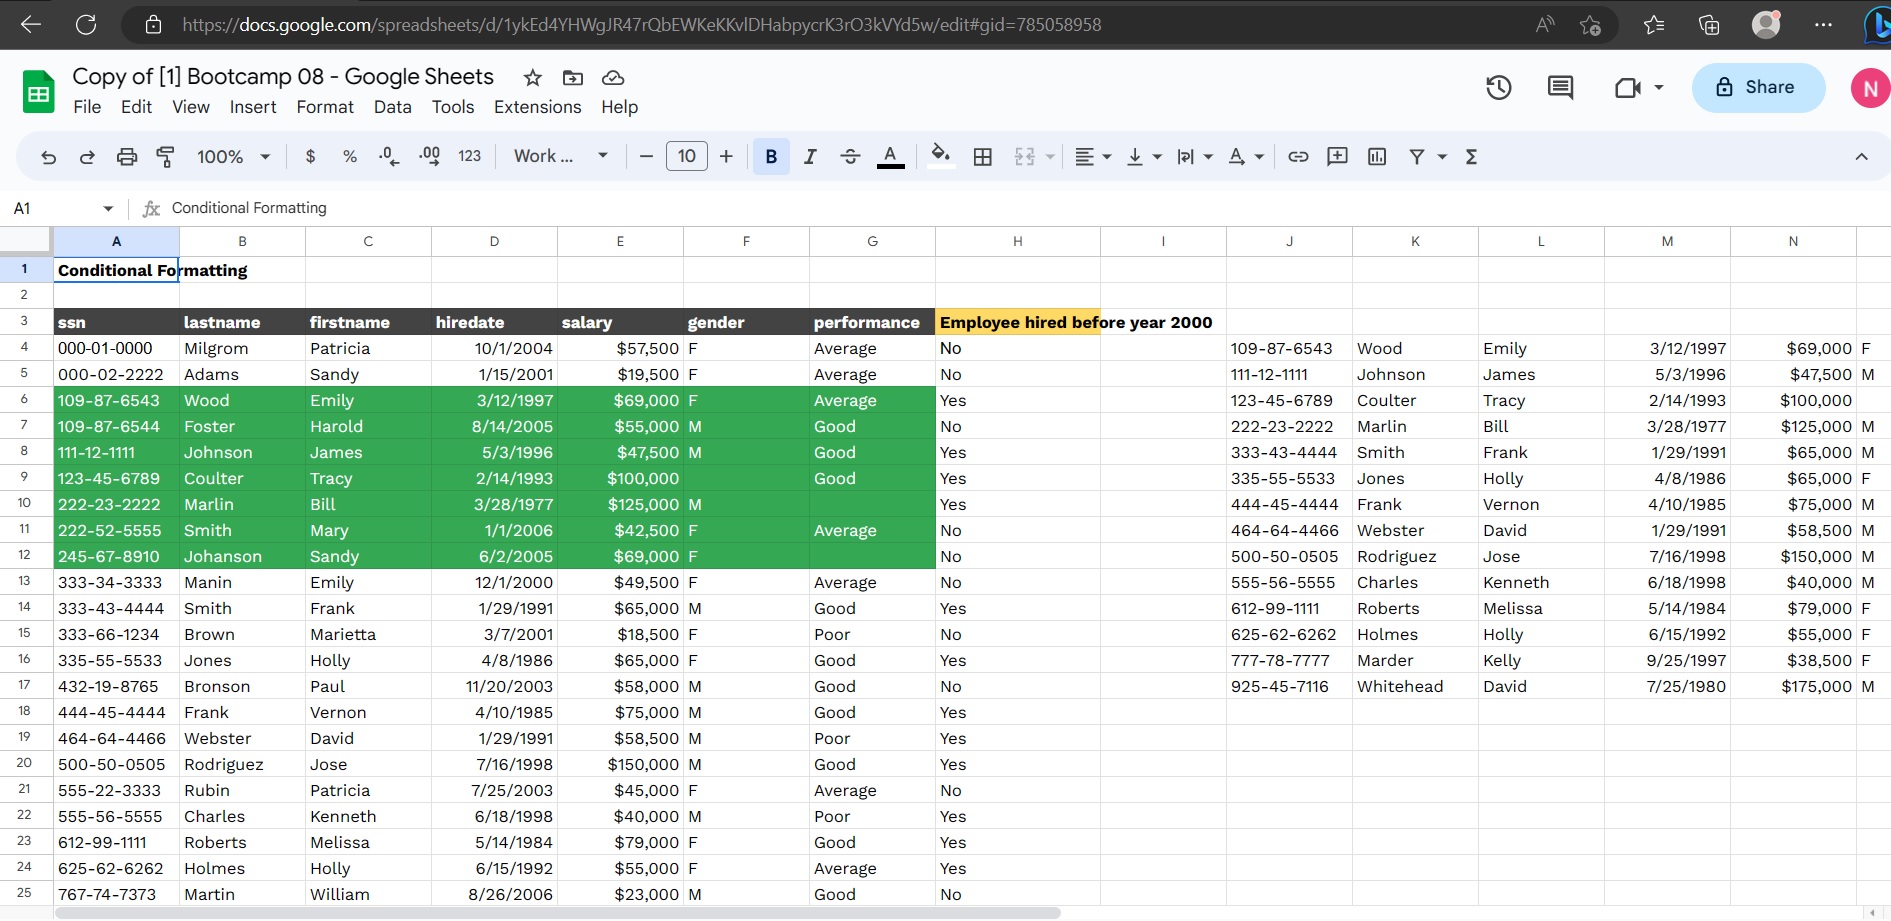 https://docs.google.com/spreadsheets/d/1ykEd4YHWgJR47rQbEWKeKKvlDHabpycrK3rO3kVYd5w/edit#gid=785058958
Copy of [1] Bootcamp 08 - Google Sheets
File Edit View Insert Format Data Tools Extensions Help
Share
N
100% $ % .0 .00 123 Work ... 10 B I A
A1 fx Conditional Formatting
A B C D E F G H I J K L M N
1 Conditional Formatting
2
3 ssn lastname firstname hiredate salary gender performance Employee hired before year 2000
4 000-01-0000 Milgrom Patricia 10/1/2004 $57,500 F Average No 109-87-6543 Wood Emily 3/12/1997 $69,000 F
5 000-02-2222 Adams Sandy 1/15/2001 $19,500 F Average No 111-12-1111 Johnson James 5/3/1996 $47,500 M
6 109-87-6543 Wood Emily 3/12/1997 $69,000 F Average Yes 123-45-6789 Coulter Tracy 2/14/1993 $100,000
7 109-87-6544 Foster Harold 8/14/2005 $55,000 M Good No 222-23-2222 Marlin Bill 3/28/1977 $125,000 M
8 111-12-1111 Johnson James 5/3/1996 $47,500 M Good Yes 333-43-4444 Smith Frank 1/29/1991 $65,000 M
9 123-45-6789 Coulter Tracy 2/14/1993 $100,000 Good Yes 335-55-5533 Jones Holly 4/8/1986 $65,000 F
10 222-23-2222 Marlin Bill 3/28/1977 $125,000 M Yes 444-45-4444 Frank Vernon 4/10/1985 $75,000 M
11 222-52-5555 Smith Mary 1/1/2006 $42,500 F Average No 464-64-4466 Webster David 1/29/1991 $58,500 M
12 245-67-8910 Johanson Sandy 6/2/2005 $69,000 F No 500-50-0505 Rodriguez Jose 7/16/1998 $150,000 M
13 333-34-3333 Manin Emily 12/1/2000 $49,500 F Average No 555-56-5555 Charles Kenneth 6/18/1998 $40,000 M
14 333-43-4444 Smith Frank 1/29/1991 $65,000 M Good Yes 612-99-1111 Roberts Melissa 5/14/1984 $79,000 F
15 333-66-1234 Brown Marietta 3/7/2001 $18,500 F Poor No 625-62-6262 Holmes Holly 6/15/1992 $55,000 F
16 335-55-5533 Jones Holly 4/8/1986 $65,000 F Good Yes 777-78-7777 Marder Kelly 9/25/1997 $38,500 F
17 432-19-8765 Bronson Paul 11/20/2003 $58,000 M Good No 925-45-7116 Whitehead David 7/25/1980 $175,000 M
18 444-45-4444 Frank Vernon 4/10/1985 $75,000 M Good Yes
19 464-64-4466 Webster David 1/29/1991 $58,500 M Poor Yes
20 500-50-0505 Rodriguez Jose 7/16/1998 $150,000 M Good Yes
21 555-22-3333 Rubin Patricia 7/25/2003 $45,000 F Average No
22 555-56-5555 Charles Kenneth 6/18/1998 $40,000 M Poor Yes
23 612-99-1111 Roberts Melissa 5/14/1984 $79,000 F Good Yes
24 625-62-6262 Holmes Holly 6/15/1992 $55,000 F Average Yes
25 767-74-7373 Martin William 8/26/2006 $23,000 M Good No